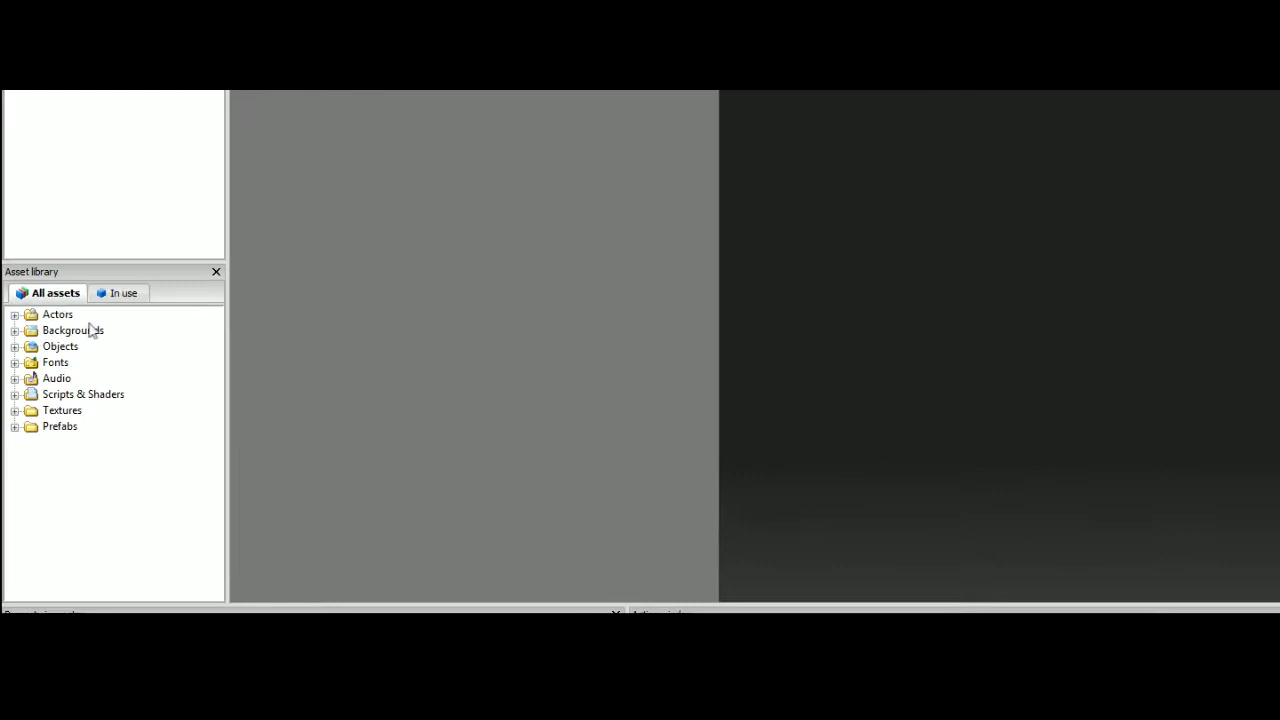 Asset library
All assets In use
Actors
Backgrounds
Objects
Fonts
Audio
Scripts & Shaders
Textures
Prefabs